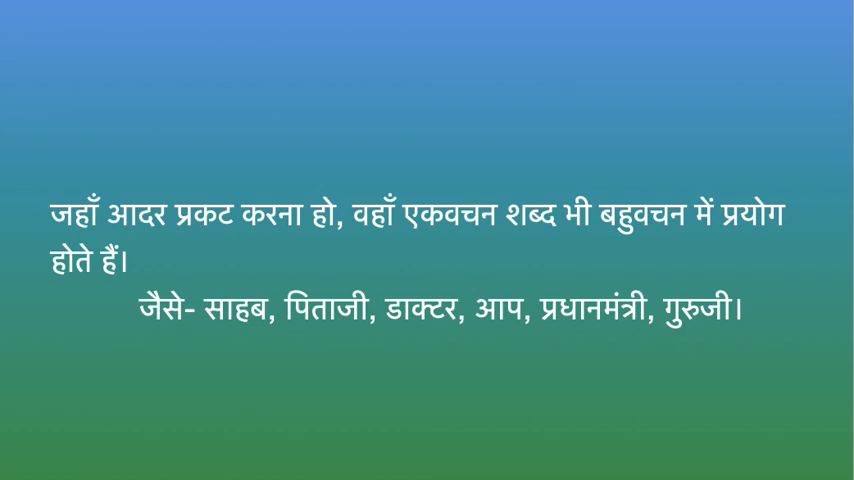 जहाँ आदर प्रकट करना हो, वहाँ एकवचन शब्द भी बहुवचन में प्रयोग
होते हैं।
जैसे- साहब, पिताजी, डाक्टर, आप, प्रधानमंत्री, गुरुजी।